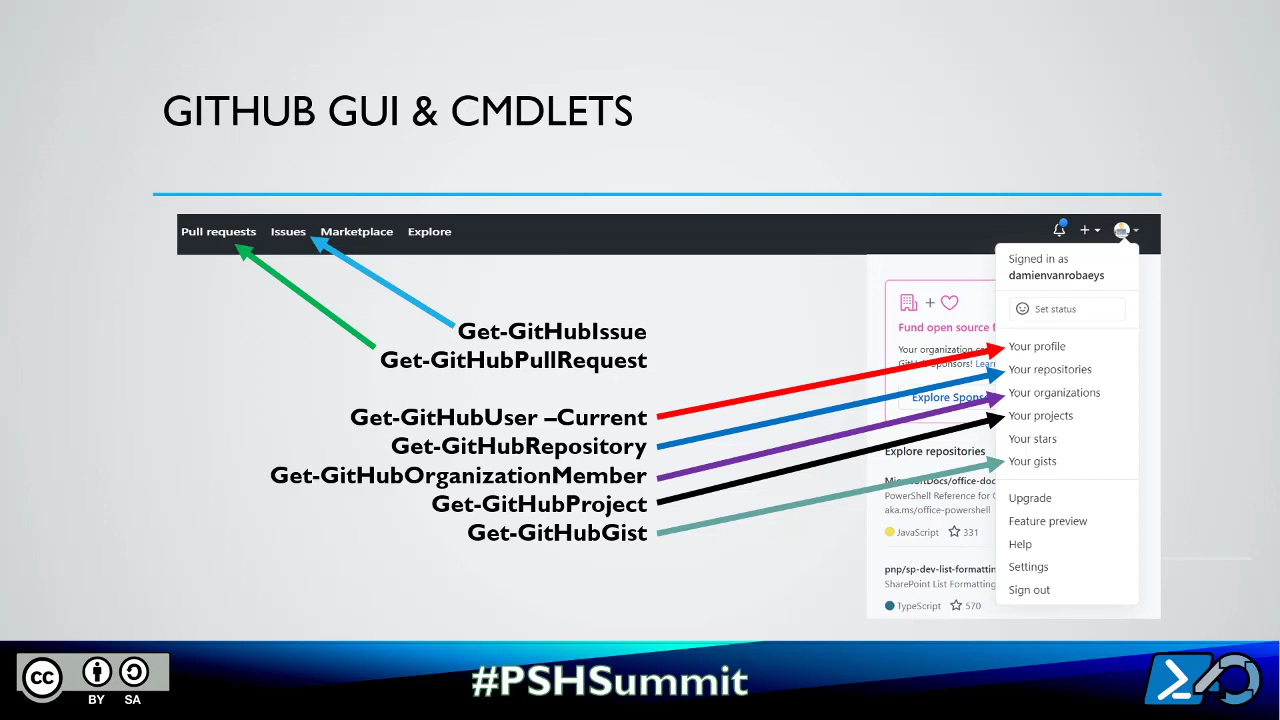 GITHUB GUI & CMDLETS
Pull requests Issues Marketplace Explore
Signed in as
damienvanrobaeys
Set status
Your profile
Your repositories
Your organizations
Your projects
Your stars
Your gists
Upgrade
Feature preview
Help
Settings
Sign out
Fund open source
Your organization
GitHub Sponsors!
Explore
Explore repositories
MicrosoftDocs/office-doc
PowerShell Reference for
aka.ms/office-powershell
JavaScript 331
pnp/sp-dev-list-formattin
SharePoint List Formatting
TypeScript 570
Get-GitHubIssue
Get-GitHubPullRequest
Get-GitHubUser –Current
Get-GitHubRepository
Get-GitHubOrganizationMember
Get-GitHubProject
Get-GitHubGist
CC BY SA
#PSHSummit